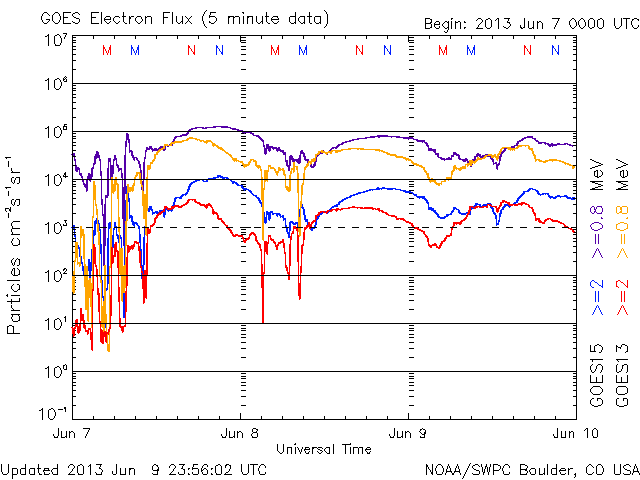 GOES Electron Flux (5 minute data)
Begin: 2013 Jun 7 0000 UTC
10⁷
M M N N M M N N M M N N
10⁶
10⁵
10⁴
10³
10²
10¹
10⁰
10⁻¹
Particles cm⁻²s⁻¹sr⁻¹
Jun 7 Jun 8 Jun 9 Jun 10
Universal Time
GOES15 >=2 >=0.8 MeV
GOES13 >=2 >=0.8 MeV
Updated 2013 Jun 9 23:56:02 UTC
NOAA/SWPC Boulder, CO USA